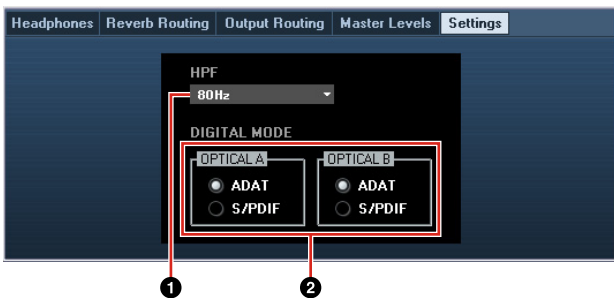 Headphones Reverb Routing Output Routing Master Levels Settings
HPF
80Hz
DIGITAL MODE
OPTICAL A OPTICAL B
ADAT ADAT
S/PDIF S/PDIF
1 2